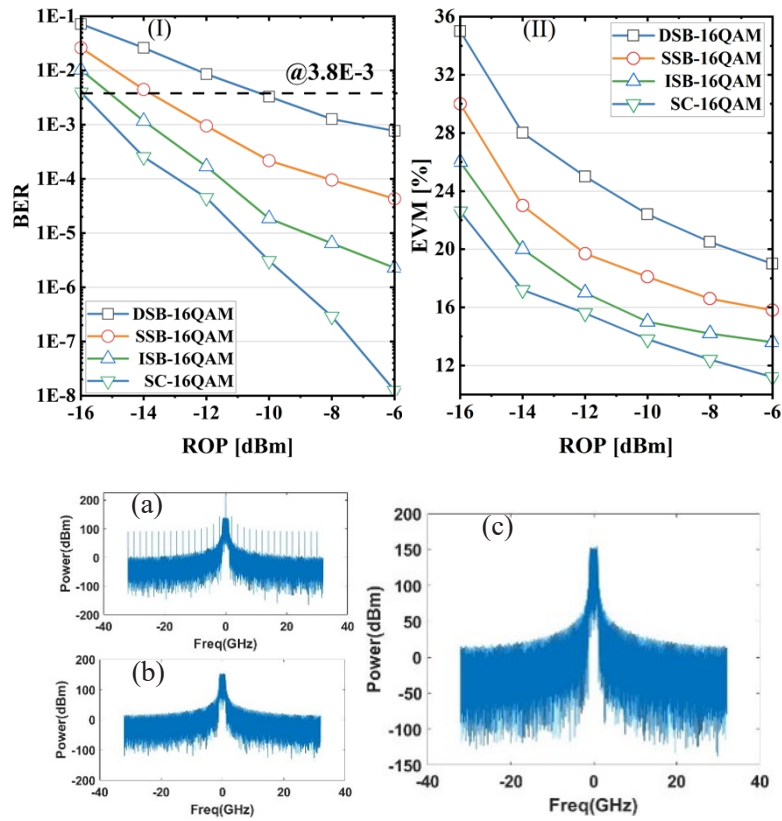 (I)
1E-1
1E-2
1E-3
1E-4
1E-5
1E-6
1E-7
1E-8
BER
@3.8E-3
DSB-16QAM
SSB-16QAM
ISB-16QAM
SC-16QAM
-16 -14 -12 -10 -8 -6
ROP [dBm]
(II)
36
32
28
24
20
16
12
EVM [%]
DSB-16QAM
SSB-16QAM
ISB-16QAM
SC-16QAM
-16 -14 -12 -10 -8 -6
ROP [dBm]
(a)
200
100
0
-100
-200
Power(dBm)
-40 -20 0 20 40
Freq(GHz)
(b)
200
100
0
-100
-200
Power(dBm)
-40 -20 0 20 40
Freq(GHz)
(c)
200
150
100
50
0
-50
-100
-150
Power(dBm)
-40 -20 0 20 40
Freq(GHz)